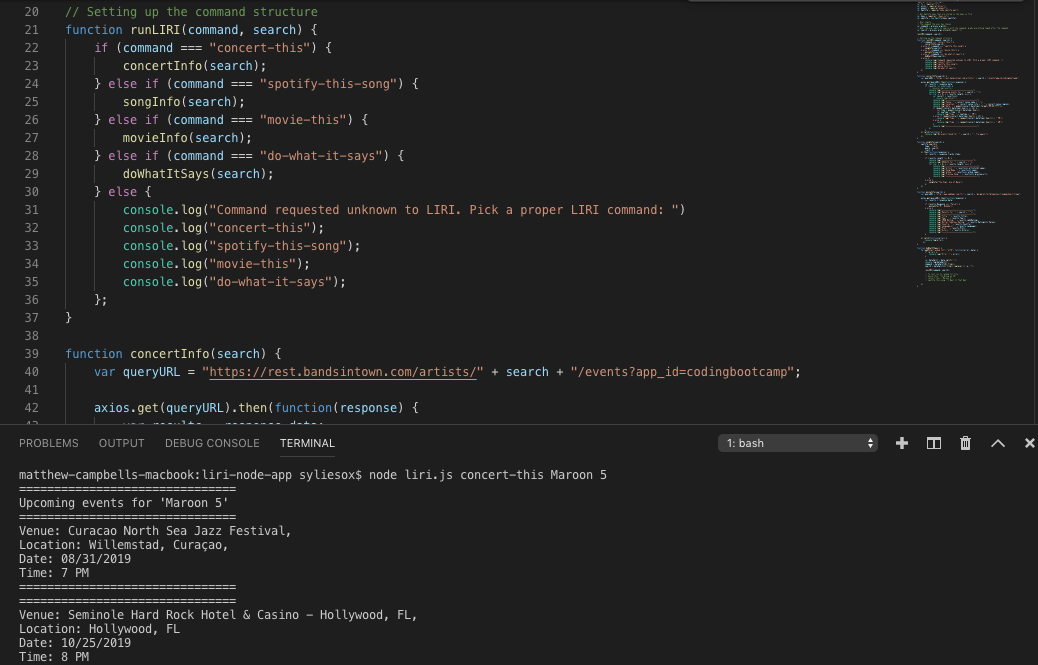 20 // Setting up the command structure
21 function runLIRI(command, search) {
22 if (command === "concert-this") {
23 concertInfo(search);
24 } else if (command === "spotify-this-song") {
25 songInfo(search);
26 } else if (command === "movie-this") {
27 movieInfo(search);
28 } else if (command === "do-what-it-says") {
29 doWhatItSays(search);
30 } else {
31 console.log("Command requested unknown to LIRI. Pick a proper LIRI command: ")
32 console.log("concert-this");
33 console.log("spotify-this-song");
34 console.log("movie-this");
35 console.log("do-what-it-says");
36 };
37 }
38
39 function concertInfo(search) {
40 var queryURL = "https://rest.bandsintown.com/artists/" + search + "/events?app_id=codingbootcamp";
41
42 axios.get(queryURL).then(function(response) {
PROBLEMS OUTPUT DEBUG CONSOLE TERMINAL 1: bash
matthew-campbells-macbook:liri-node-app syliesox$ node liri.js concert-this Maroon 5
===============================
Upcoming events for 'Maroon 5'
===============================
Venue: Curacao North Sea Jazz Festival,
Location: Willemstad, Curaçao,
Date: 08/31/2019
Time: 7 PM
===============================
===============================
Venue: Seminole Hard Rock Hotel & Casino - Hollywood, FL,
Location: Hollywood, FL
Date: 10/25/2019
Time: 8 PM